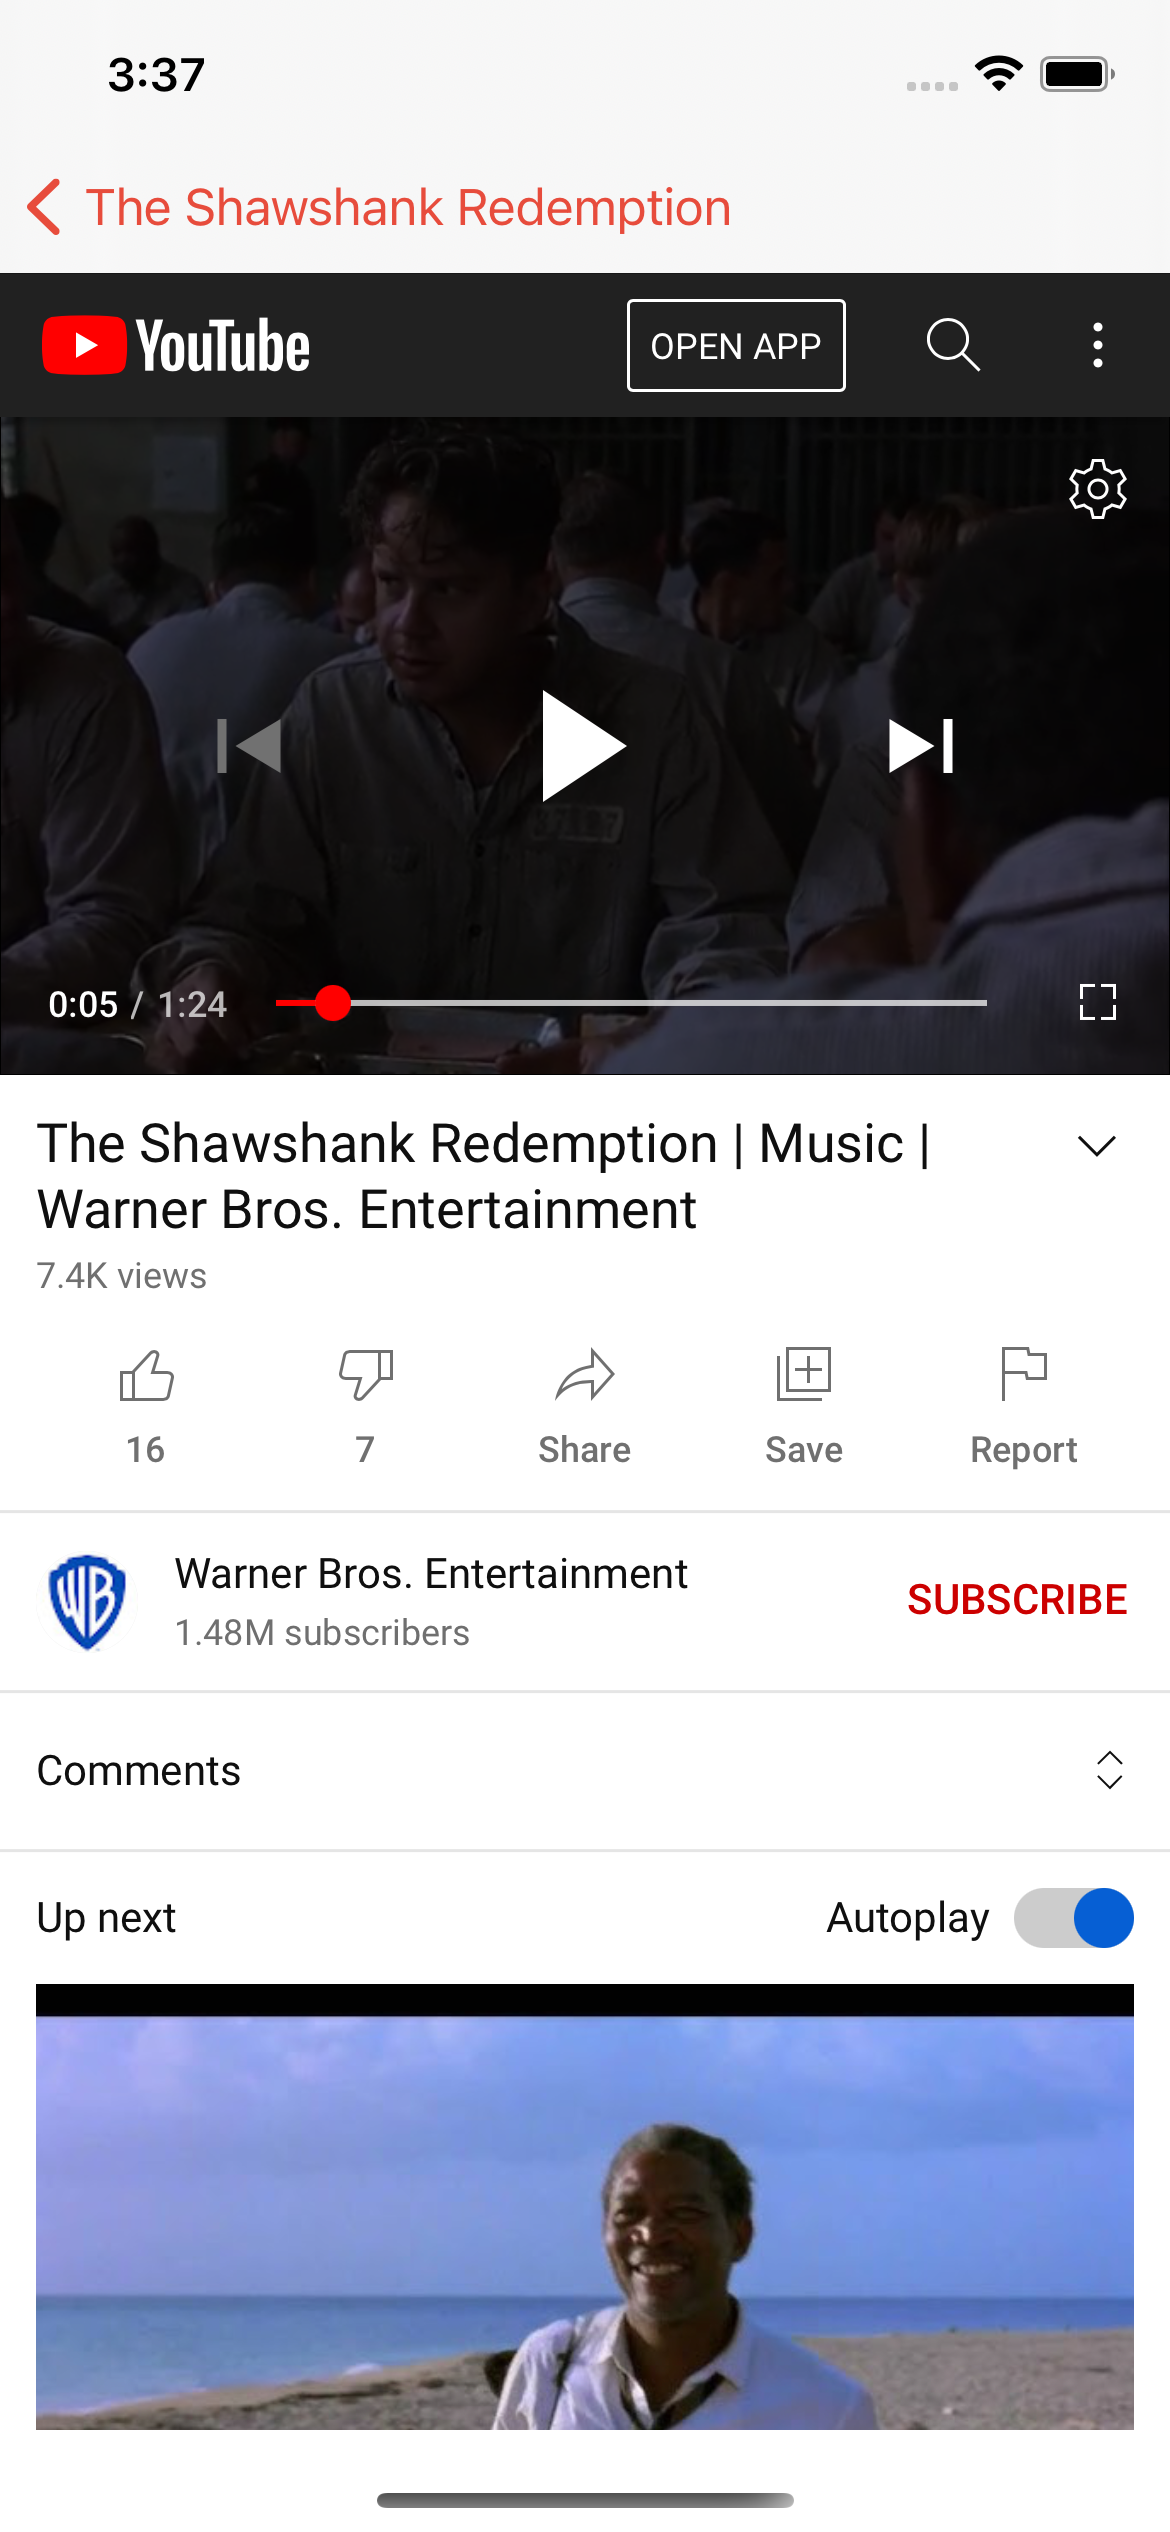 3:37
The Shawshank Redemption
YouTube
OPEN APP
0:05 / 1:24
The Shawshank Redemption | Music |
Warner Bros. Entertainment
7.4K views
16
7
Share
Save
Report
WB
Warner Bros. Entertainment
1.48M subscribers
SUBSCRIBE
Comments
Up next
Autoplay